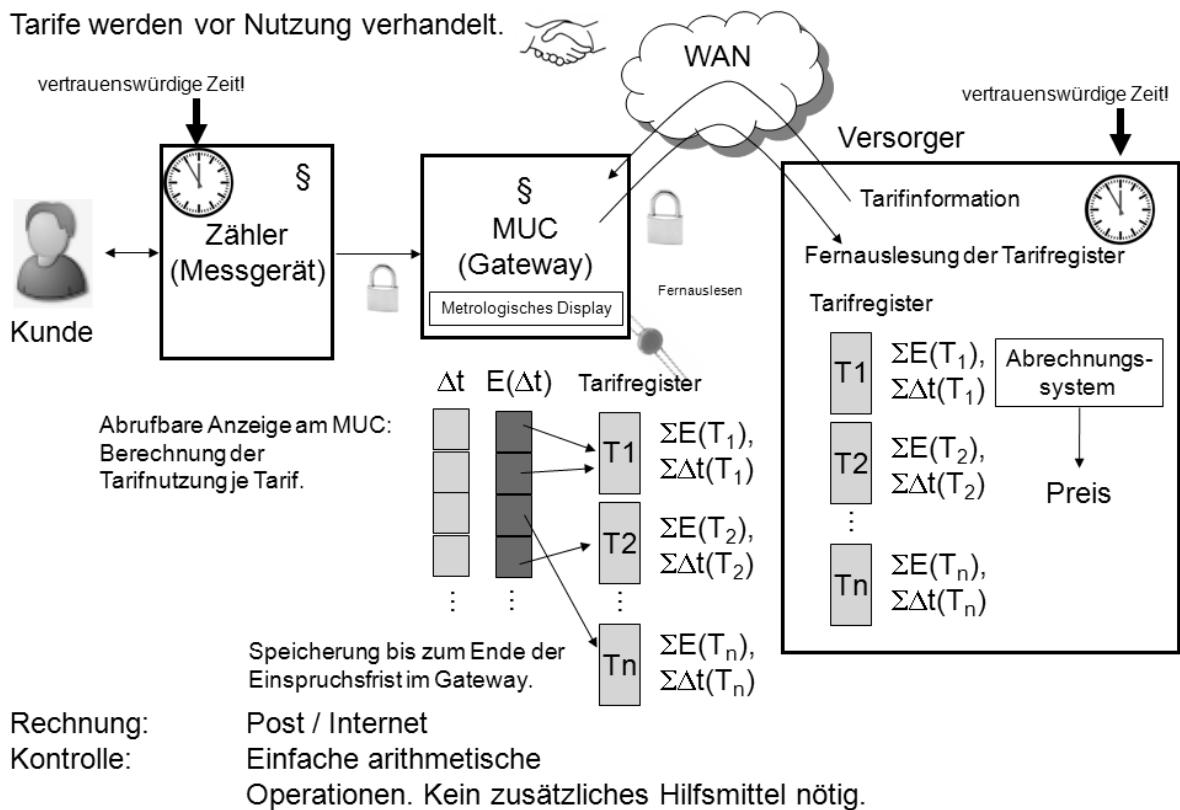 Tarife werden vor Nutzung verhandelt.
WAN
vertrauenswürdige Zeit!
vertrauenswürdige Zeit!
Versorger
§
Zähler
(Messgerät)
§
MUC
(Gateway)
Metrologisches Display
Kunde
Fernauslesen
Tarifinformation
Fernauslesung der Tarifregister
Tarifregister
T1
ΣE(T₁),
ΣΔt(T₁)
T2
ΣE(T₂),
ΣΔt(T₂)
⋮
Tn
ΣE(Tₙ),
ΣΔt(Tₙ)
Abrechnungs-
system
Preis
Δt
E(Δt)
Tarifregister
Abrufbare Anzeige am MUC:
Berechnung der
Tarifnutzung je Tarif.
T1
ΣE(T₁),
ΣΔt(T₁)
T2
ΣE(T₂),
ΣΔt(T₂)
⋮ ⋮ ⋮
Tn
ΣE(Tₙ),
ΣΔt(Tₙ)
Speicherung bis zum Ende der
Einspruchsfrist im Gateway.
Rechnung: Post / Internet
Kontrolle: Einfache arithmetische
Operationen. Kein zusätzliches Hilfsmittel nötig.